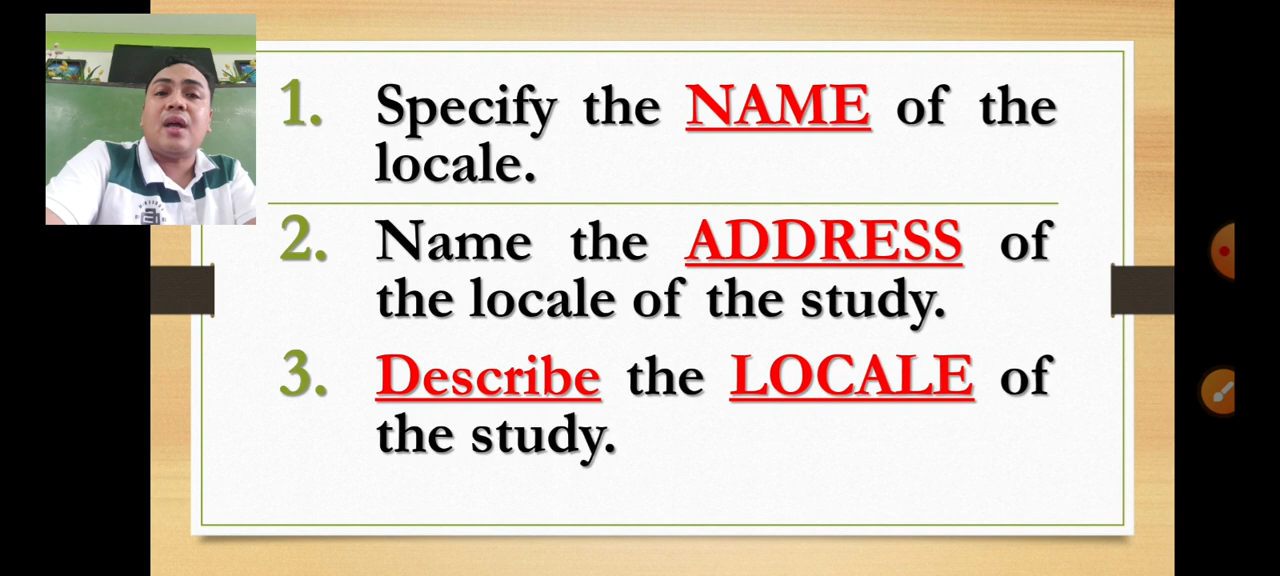 1. Specify the NAME of the
locale.
2. Name the ADDRESS of
the locale of the study.
3. Describe the LOCALE of
the study.